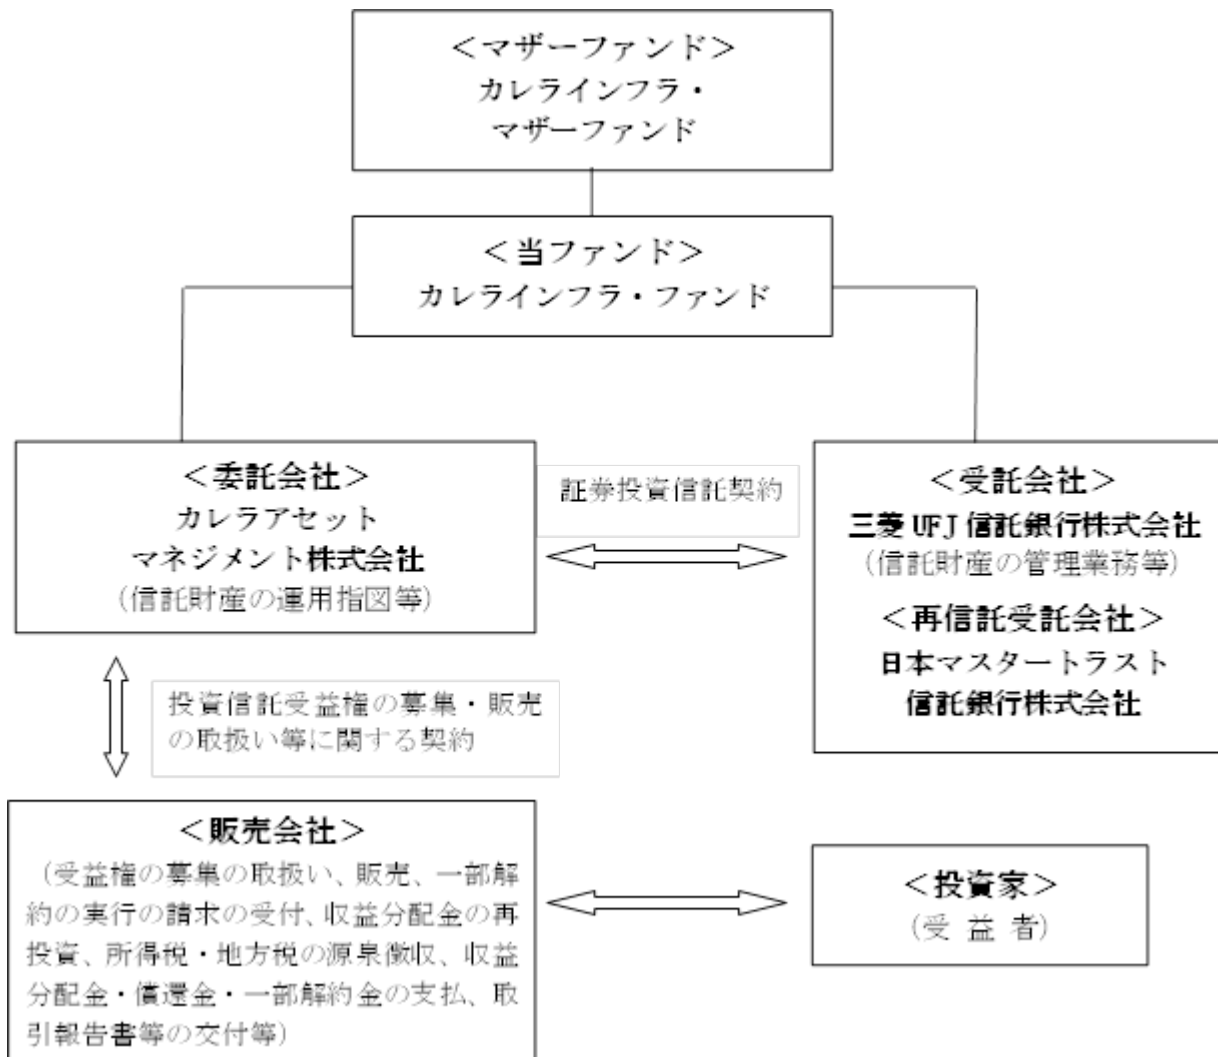 ＜マザーファンド＞
カレラインフラ・
マザーファンド
＜当ファンド＞
カレラインフラ・ファンド
＜委託会社＞
カレラアセット
マネジメント株式会社
（信託財産の運用指図等）
証券投資信託契約
＜受託会社＞
三菱 UFJ 信託銀行株式会社
（信託財産の管理業務等）
＜再信託受託会社＞
日本マスタートラスト
信託銀行株式会社
投資信託受益権の募集・販売
の取扱い等に関する契約
＜販売会社＞
（受益権の募集の取扱い、販売、一部解
約の実行の請求の受付、収益分配金の再
投資、所得税・地方税の源泉徴収、収益
分配金・償還金・一部解約金の支払、取
引報告書等の交付等）
＜投資家＞
（受 益 者）